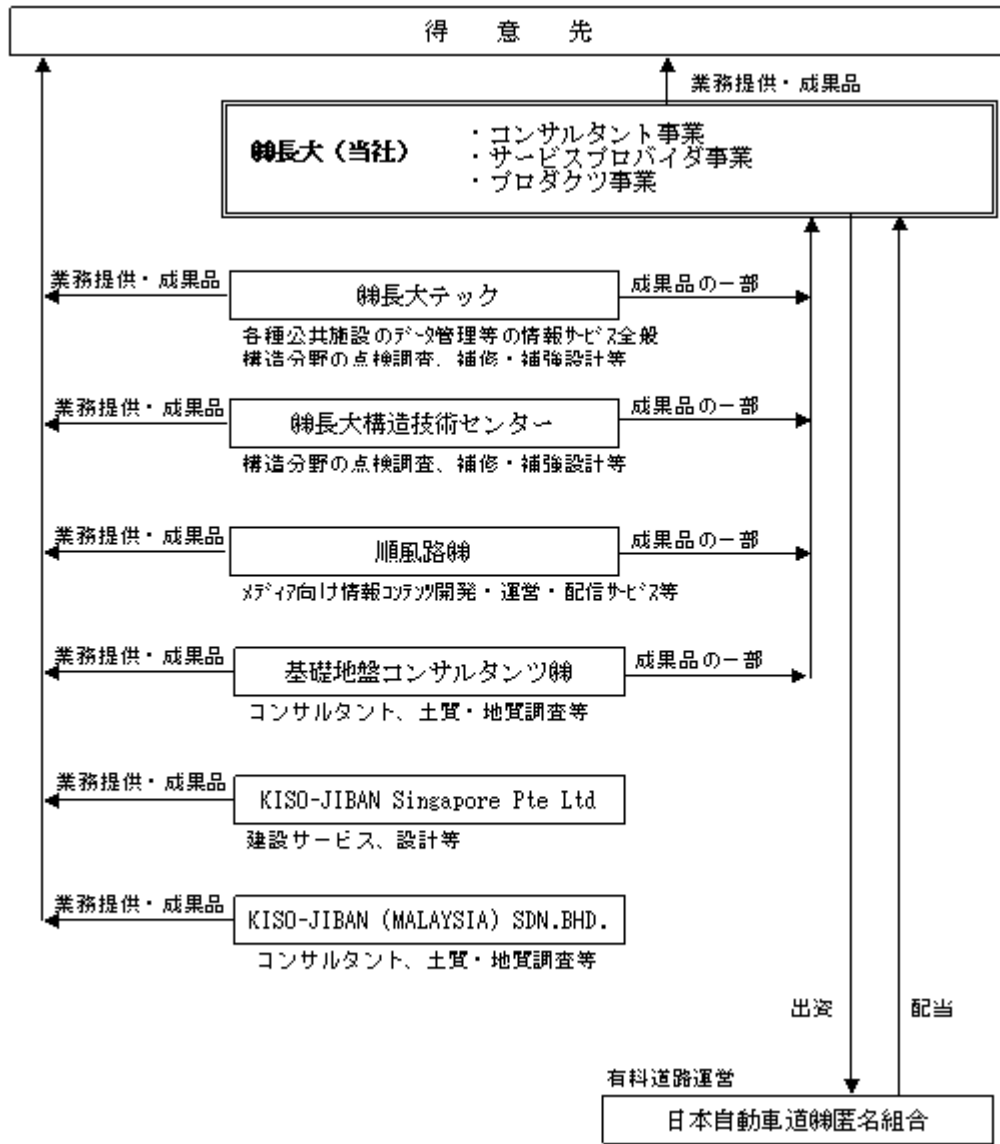 得意先
業務提供・成果品
㈱長大（当社）
・コンサルタント事業
・サービスプロバイダ事業
・プロダクツ事業
業務提供・成果品
㈱長大テック
成果品の一部
各種公共施設のﾃﾞｰﾀ管理等の情報ｻｰﾋﾞｽ全般
構造分野の点検調査、補修・補強設計等
業務提供・成果品
㈱長大構造技術センター
成果品の一部
構造分野の点検調査、補修・補強設計等
業務提供・成果品
順風路㈱
成果品の一部
ﾒﾃﾞｨｱ向け情報ｺﾝﾃﾝﾂ開発・運営・配信ｻｰﾋﾞｽ等
業務提供・成果品
基礎地盤コンサルタンツ㈱
成果品の一部
コンサルタント、土質・地質調査等
業務提供・成果品
KISO-JIBAN Singapore Pte Ltd
建設サービス、設計等
業務提供・成果品
KISO-JIBAN (MALAYSIA) SDN.BHD.
コンサルタント、土質・地質調査等
出資
配当
有料道路運営
日本自動車道㈱匿名組合